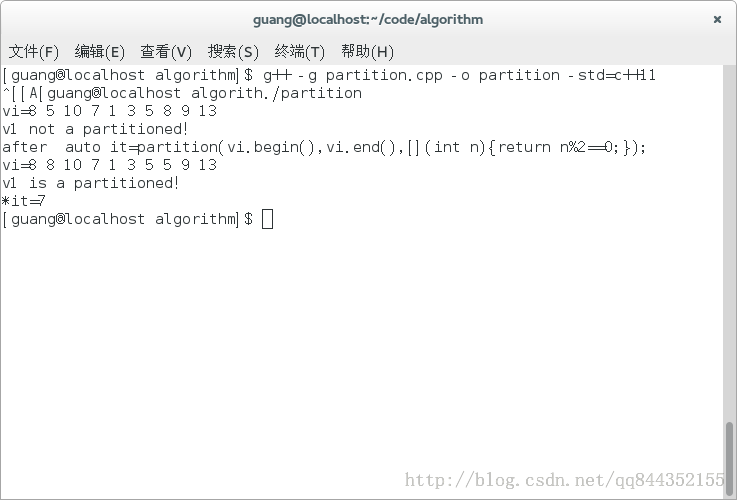 guang@localhost:~/code/algorithm
文件(F) 编辑(E) 查看(V) 搜索(S) 终端(T) 帮助(H)
[guang@localhost algorithm]$ g++ -g partition.cpp -o partition -std=c++11
^[[A[guang@localhost algorith./partition
vi=8 5 10 7 1 3 5 8 9 13
v1 not a partitioned!
after  auto it=partition(vi.begin(),vi.end(),[](int n){return n%2==0;});
vi=8 8 10 7 1 3 5 5 9 13
v1 is a partitioned!
*it=7
[guang@localhost algorithm]$
http://blog.csdn.net/qq844352155